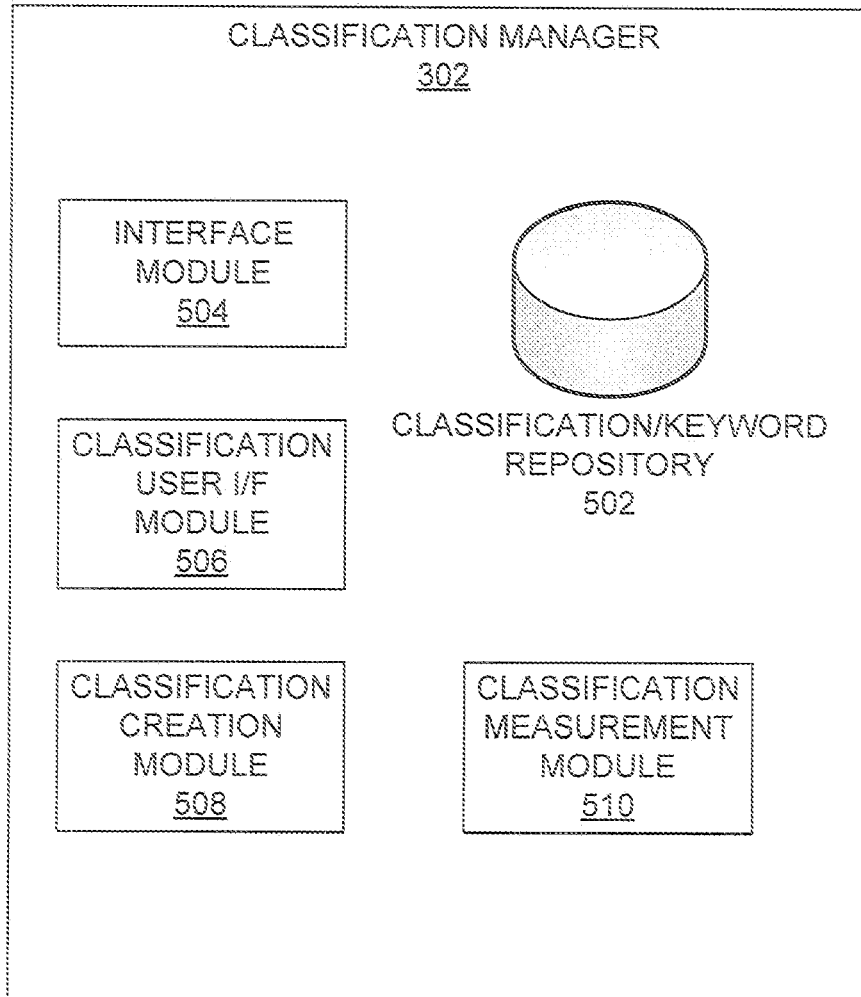 CLASSIFICATION MANAGER
302
INTERFACE
MODULE
504
CLASSIFICATION/KEYWORD
REPOSITORY
502
CLASSIFICATION
USER I/F
MODULE
506
CLASSIFICATION
CREATION
MODULE
508
CLASSIFICATION
MEASUREMENT
MODULE
510